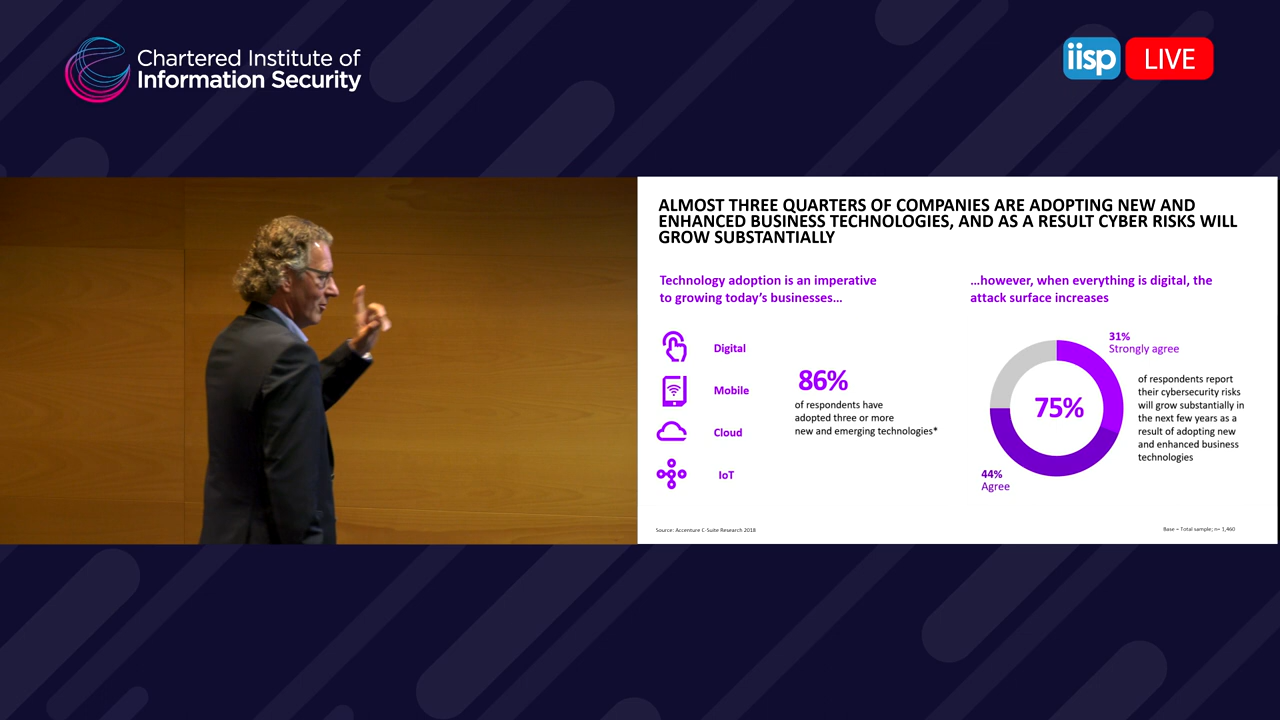 Chartered Institute of
Information Security
iisp
LIVE
ALMOST THREE QUARTERS OF COMPANIES ARE ADOPTING NEW AND
ENHANCED BUSINESS TECHNOLOGIES, AND AS A RESULT CYBER RISKS WILL
GROW SUBSTANTIALLY
Technology adoption is an imperative
to growing today’s businesses…
Digital
Mobile
Cloud
IoT
86%
of respondents have
adopted three or more
new and emerging technologies*
…however, when everything is digital, the
attack surface increases
31%
Strongly agree
75%
44%
Agree
of respondents report
their cybersecurity risks
will grow substantially in
the next few years as a
result of adopting new
and enhanced business
technologies
Source: Accenture C-Suite Research 2018
Base = Total sample; n= 1,460